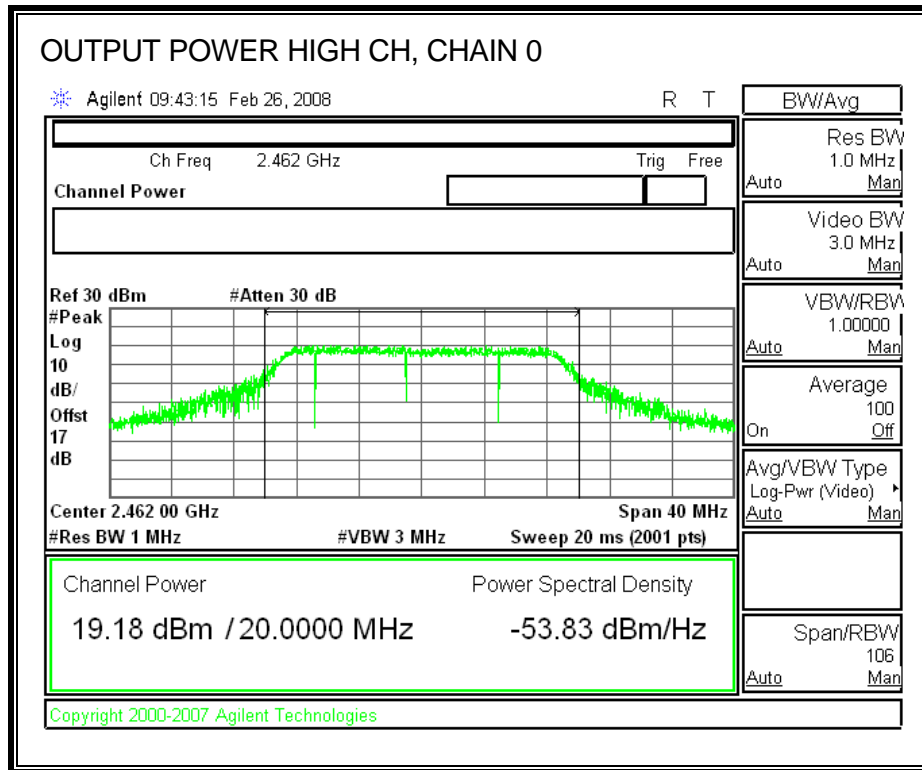 OUTPUT POWER HIGH CH, CHAIN 0
Agilent 09:43:15 Feb 26, 2008 R T
BW/Avg
Ch Freq 2.462 GHz Trig Free
Channel Power
Res BW
1.0 MHz
Auto Man
Video BW
3.0 MHz
Auto Man
Ref 30 dBm #Atten 30 dB
#Peak
Log
10
dB/
Offst
17
dB
VBW/RBW
1.00000
Auto Man
Average
100
On Off
Avg/VBW Type
Log-Pwr (Video)
Auto Man
Center 2.462 00 GHz Span 40 MHz
#Res BW 1 MHz #VBW 3 MHz Sweep 20 ms (2001 pts)
Channel Power Power Spectral Density
19.18 dBm / 20.0000 MHz -53.83 dBm/Hz
Span/RBW
106
Auto Man
Copyright 2000-2007 Agilent Technologies